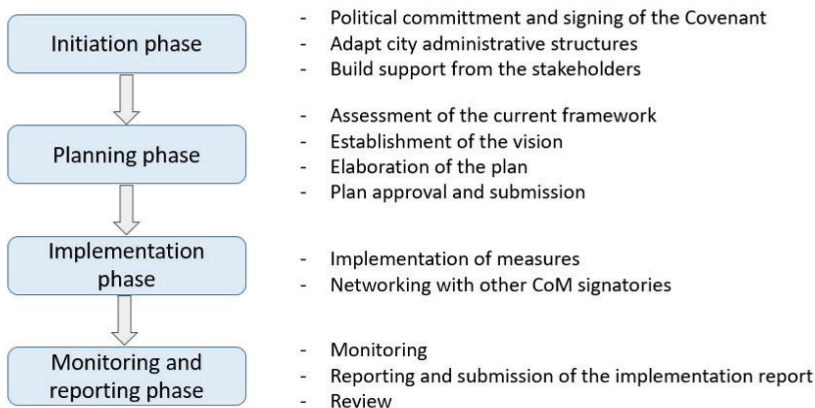 Initiation phase
- Political committment and signing of the Covenant
- Adapt city administrative structures
- Build support from the stakeholders
Planning phase
- Assessment of the current framework
- Establishment of the vision
- Elaboration of the plan
- Plan approval and submission
Implementation
phase
- Implementation of measures
- Networking with other CoM signatories
Monitoring and
reporting phase
- Monitoring
- Reporting and submission of the implementation report
- Review